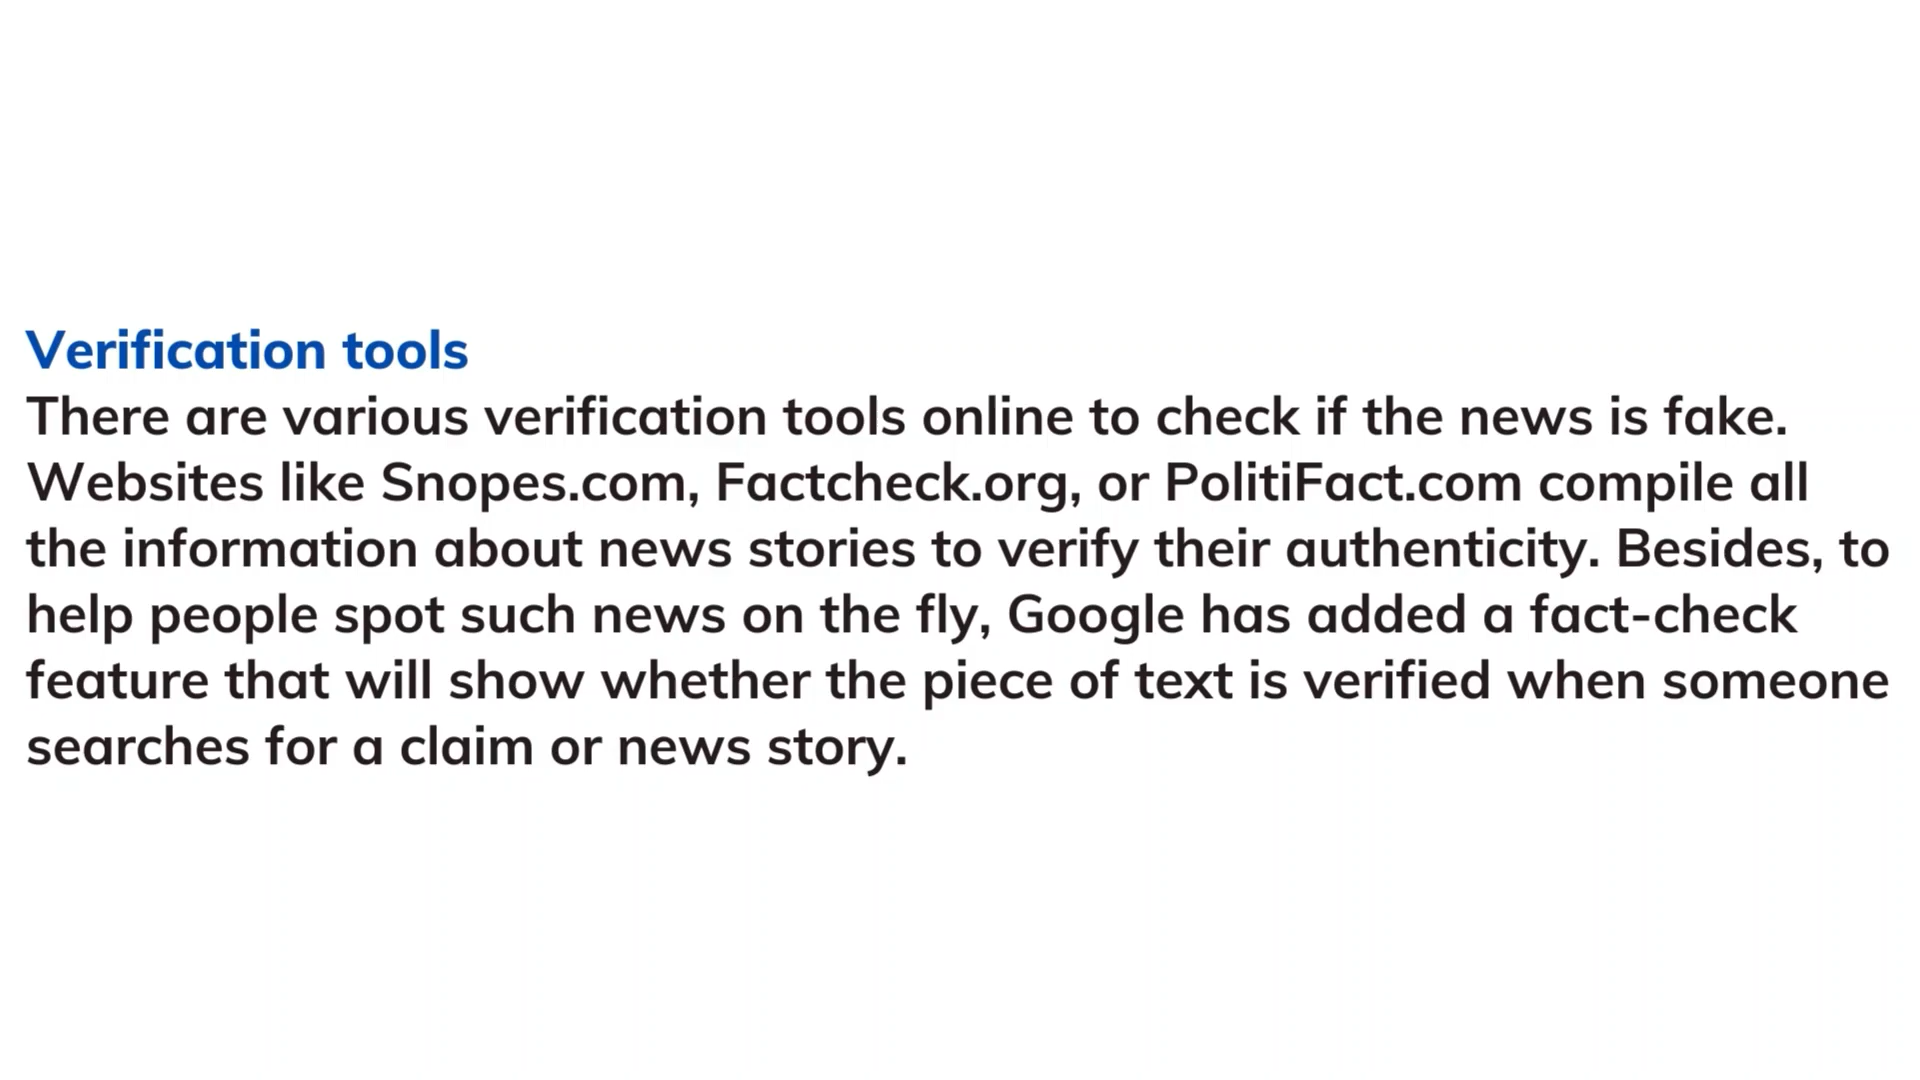 Verification tools
There are various verification tools online to check if the news is fake.
Websites like Snopes.com, Factcheck.org, or PolitiFact.com compile all
the information about news stories to verify their authenticity. Besides, to
help people spot such news on the fly, Google has added a fact-check
feature that will show whether the piece of text is verified when someone
searches for a claim or news story.